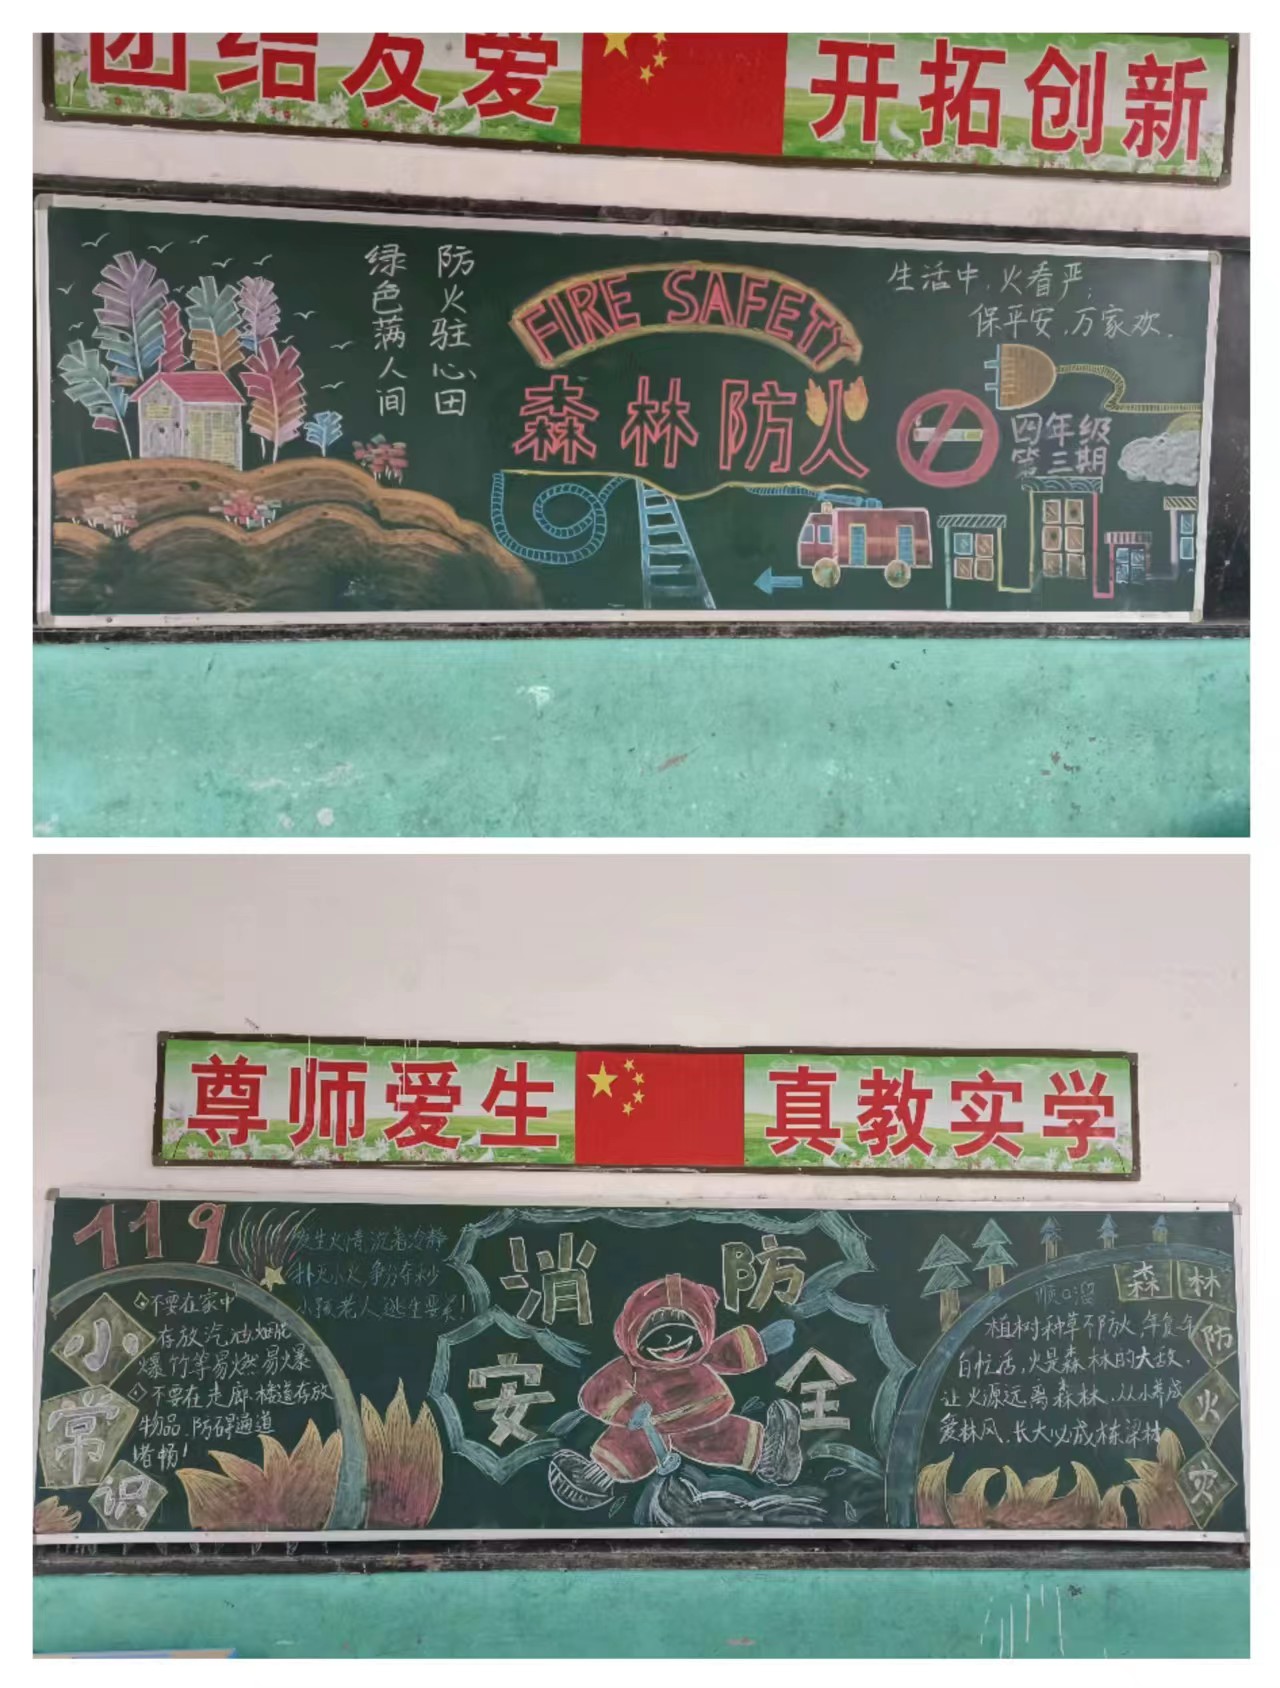 团结友爱
开拓创新
防火驻心田
绿色满人间
FIRE SAFETY
森林防火
生活中，火看严；
保平安，万家欢。
四年级
第三期
尊师爱生
真教实学
119
小常识
不要在家中
存放汽油烟花
爆竹等易燃易爆
不要在走廊楼道存放
物品，防碍通道
堵畅！
发生火情沉着冷静
扑灭小火争分夺秒
小孩老人逃生要紧！
消防
安全
森林防火灾
顺口溜
植树种草不防火，年复年
白忙活，火是森林的大敌，
让火源远离森林，从小养成
爱林风，长大必成栋梁材